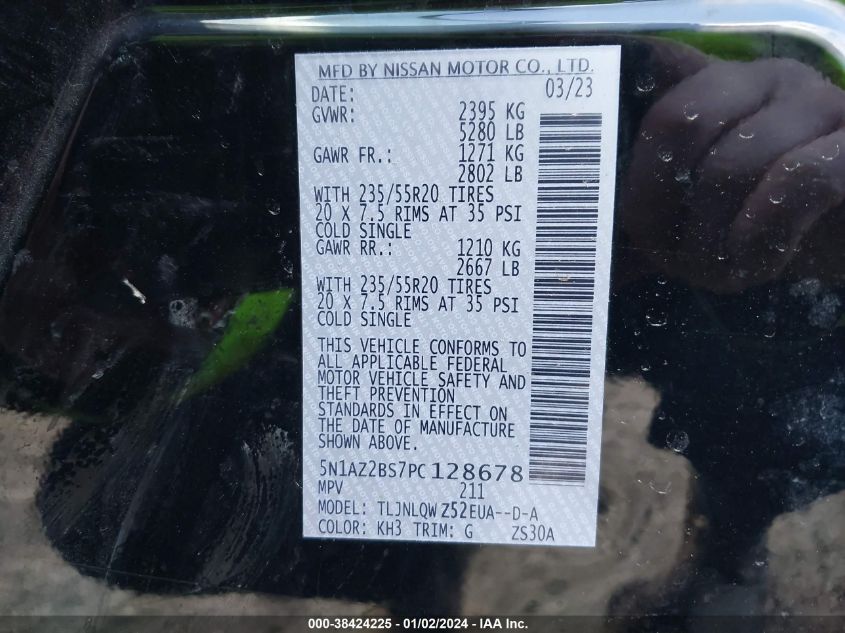 MFD BY NISSAN MOTOR CO., LTD.
DATE: 03/23
GVWR: 2395 KG
5280 LB
GAWR FR.: 1271 KG
2802 LB
WITH 235/55R20 TIRES
20 X 7.5 RIMS AT 35 PSI
COLD SINGLE
GAWR RR.: 1210 KG
2667 LB
WITH 235/55R20 TIRES
20 X 7.5 RIMS AT 35 PSI
COLD SINGLE
THIS VEHICLE CONFORMS TO
ALL APPLICABLE FEDERAL
MOTOR VEHICLE SAFETY AND
THEFT PREVENTION
STANDARDS IN EFFECT ON
THE DATE OF MANUFACTURE
SHOWN ABOVE.
5N1AZ2BS7PC128678
MPV 211
MODEL: TLJNLQWZ52EUA--D-A
COLOR: KH3 TRIM: G ZS30A
000-38424225 - 01/02/2024 - IAA Inc.